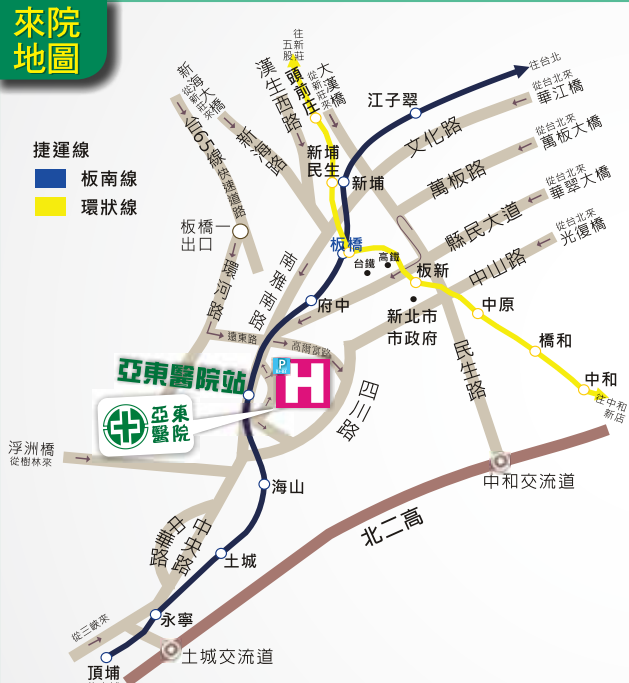 來院
地圖
捷運線
板南線
環狀線
往新莊
五股
頭前庄
大漢橋
從新莊來
漢生西路
新海大橋
從新莊來
台65線
快速道路
新海路
新埔
民生
新埔
江子翠
往台北
從台北來
華江橋
文化路
從台北來
萬板大橋
萬板路
從台北來
華翠大橋
縣民大道
從台北來
光復橋
中山路
板橋一
出口
環河路
南雅南路
板橋
台鐵
高鐵
板新
府中
新北市
市政府
中原
橋和
中和
往中和
新店
遠東路
高爾富路
民生路
四川路
亞東醫院站
P
H
亞東
醫院
浮洲橋
從樹林來
海山
中和交流道
北二高
中央路
中華路
土城
永寧
從三峽來
土城交流道
頂埔